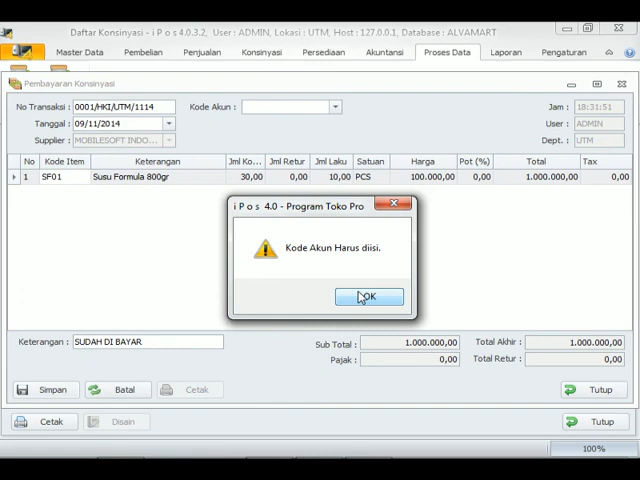 Daftar Konsinyasi - i P o s 4.0.3.2, User : ADMIN, Lokasi : UTM, Host : 127.0.0.1, Database : ALVAMART
Master Data Pembelian Penjualan Konsinyasi Persediaan Akuntansi Proses Data Laporan Pengaturan
Pembayaran Konsinyasi
No Transaksi : 0001/HKI/UTM/1114 Kode Akun : Jam : 18:31:51
Tanggal : 09/11/2014 User : ADMIN
Supplier : MOBILESOFT INDO... Dept. : UTM
No Kode Item Keterangan Jml Ko... Jml Retur Jml Laku Satuan Harga Pot (%) Total Tax
1 SF01 Susu Formula 800gr 30,00 0,00 10,00 PCS 100.000,00 0,00 1.000.000,00 0,00
i P o s 4.0 - Program Toko Pro
Kode Akun Harus diisi.
OK
Keterangan : SUDAH DI BAYAR Sub Total : 1.000.000,00 Total Akhir : 1.000.000,00
Pajak : 0,00 Total Retur : 0,00
Simpan Batal Cetak Tutup
Cetak Disain Tutup
100%